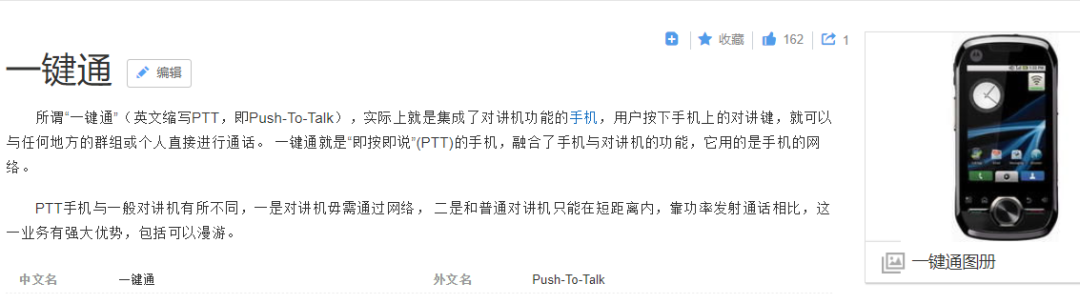 收藏 162 1
一键通 编辑
所谓“一键通”（英文缩写PTT，即Push-To-Talk），实际上就是集成了对讲机功能的手机，用户按下手机上的对讲键，就可以
与任何地方的群组或个人直接进行通话。 一键通就是“即按即说”(PTT)的手机，融合了手机与对讲机的功能，它用的是手机的网
络。
PTT手机与一般对讲机有所不同，一是对讲机毋需通过网络， 二是和普通对讲机只能在短距离内，靠功率发射通话相比，这
一业务有强大优势，包括可以漫游。
中文名 一键通 外文名 Push-To-Talk
一键通图册